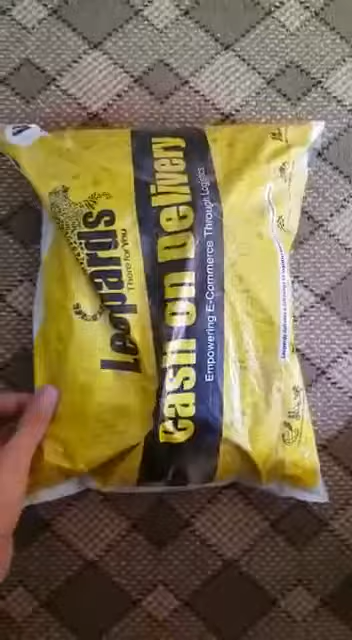 Leopards
There for You
Cash on Delivery
Empowering E-Commerce Through Logistics